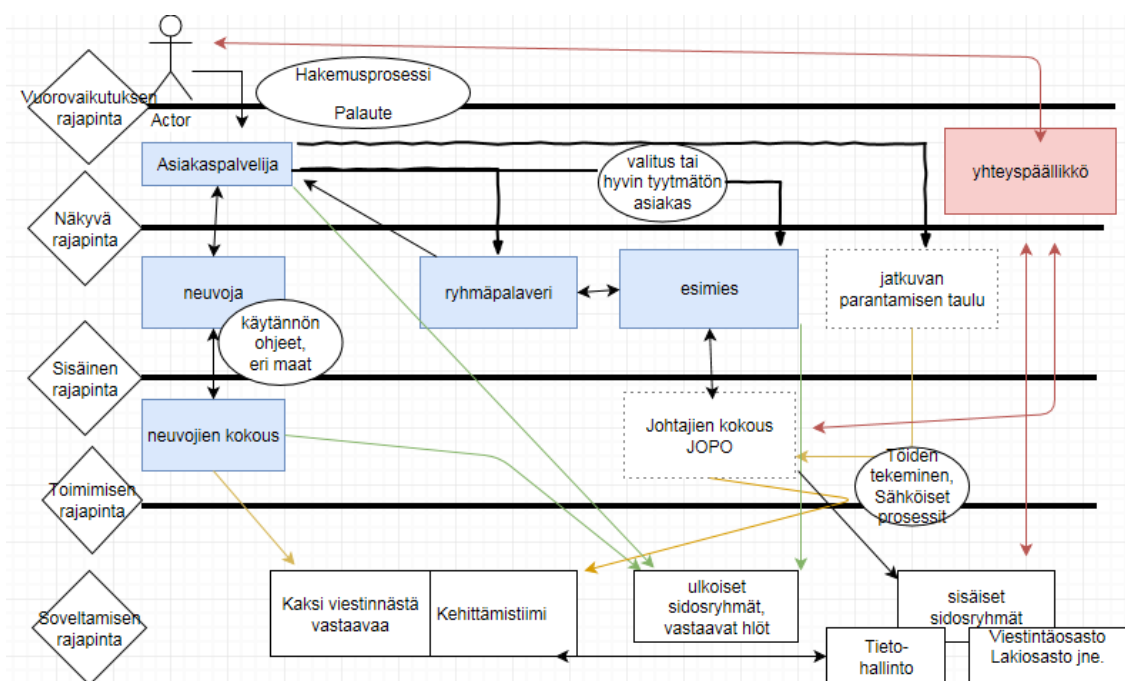 Hakemusprosessi
Palaute
Vuorovaikutuksen
rajapinta
Actor
Asiakaspalvelija
valitus tai
hyvin tyytmätön
asiakas
yhteyspäällikkö
Näkyvä
rajapinta
neuvoja
ryhmäpalaveri
esimies
jatkuvan
parantamisen taulu
käytännön
ohjeet,
eri maat
Sisäinen
rajapinta
neuvojien kokous
Johtajien kokous
JOPO
Töiden
tekeminen,
Sähköiset
prosessit
Toimimisen
rajapinta
Kaksi viestinnästä
vastaavaa
Kehittämistiimi
ulkoiset
sidosryhmät,
vastaavat hlöt
sisäiset
sidosryhmät
Soveltamisen
rajapinta
Tieto-
hallinto
Viestintäosasto
Lakiosasto jne.